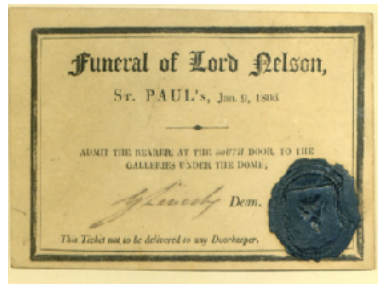 Funeral of Lord Nelson,
St. PAUL's, Jan. 9, 1806
ADMIT THE BEARER, AT THE SOUTH DOOR, TO THE
GALLERIES UNDER THE DOME;
Dean.
This Ticket not to be delivered to any Doorkeeper.